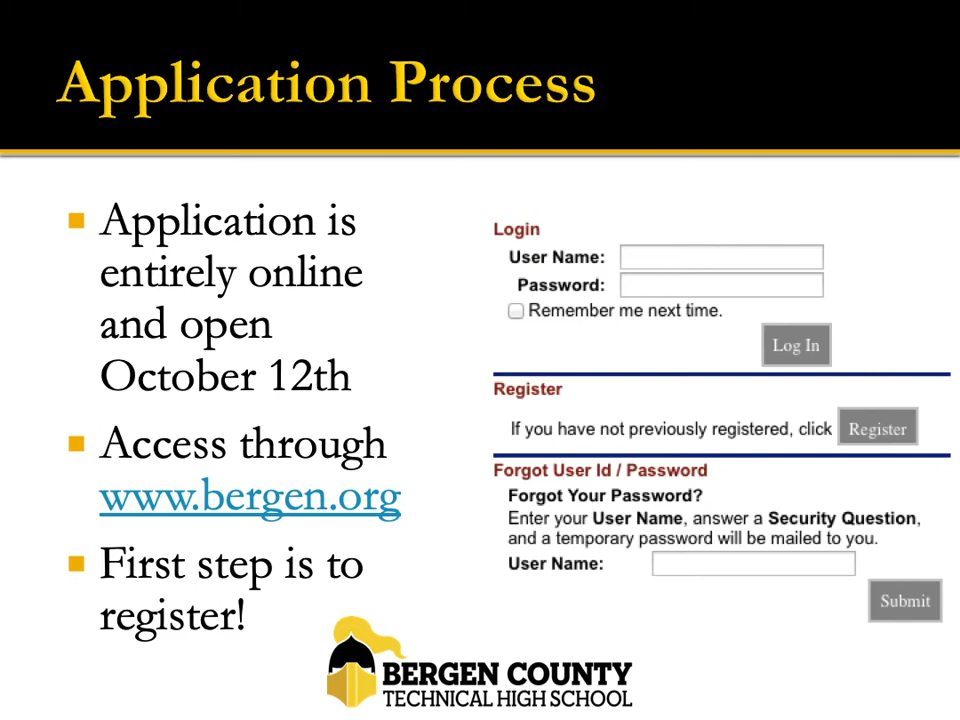 Application Process
Application is
entirely online
and open
October 12th
Access through
www.bergen.org
First step is to
register!
Login
User Name:
Password:
Remember me next time.
Log In
Register
If you have not previously registered, click Register
Forgot User Id / Password
Forgot Your Password?
Enter your User Name, answer a Security Question,
and a temporary password will be mailed to you.
User Name:
Submit
BERGEN COUNTY
TECHNICAL HIGH SCHOOL